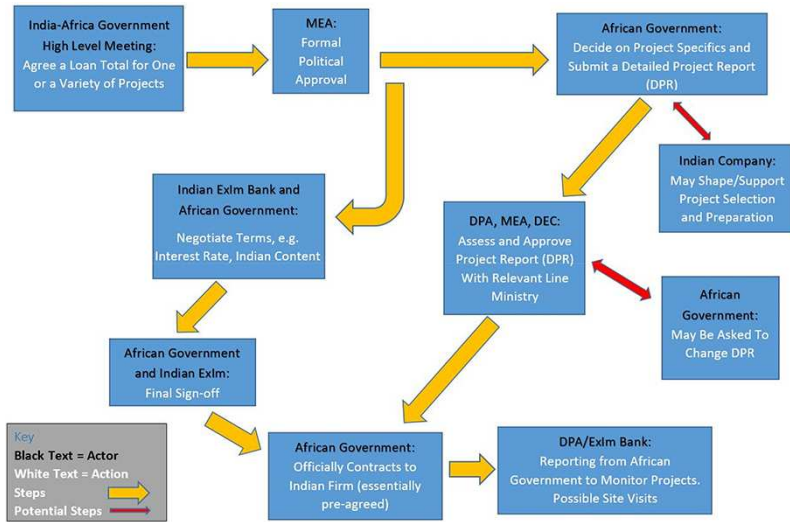 India-Africa Government
High Level Meeting:
Agree a Loan Total for One
or a Variety of Projects
MEA:
Formal
Political
Approval
African Government:
Decide on Project Specifics and
Submit a Detailed Project Report
(DPR)
Indian Company:
May Shape/Support
Project Selection
and Preparation
Indian ExIm Bank and
African Government:
Negotiate Terms, e.g.
Interest Rate, Indian Content
DPA, MEA, DEC:
Assess and Approve
Project Report (DPR)
With Relevant Line
Ministry
African
Government:
May Be Asked To
Change DPR
African Government
and Indian ExIm:
Final Sign-off
African Government:
Officially Contracts to
Indian Firm (essentially
pre-agreed)
DPA/ExIm Bank:
Reporting from African
Government to Monitor Projects.
Possible Site Visits
Key
Black Text = Actor
White Text = Action
Steps
Potential Steps